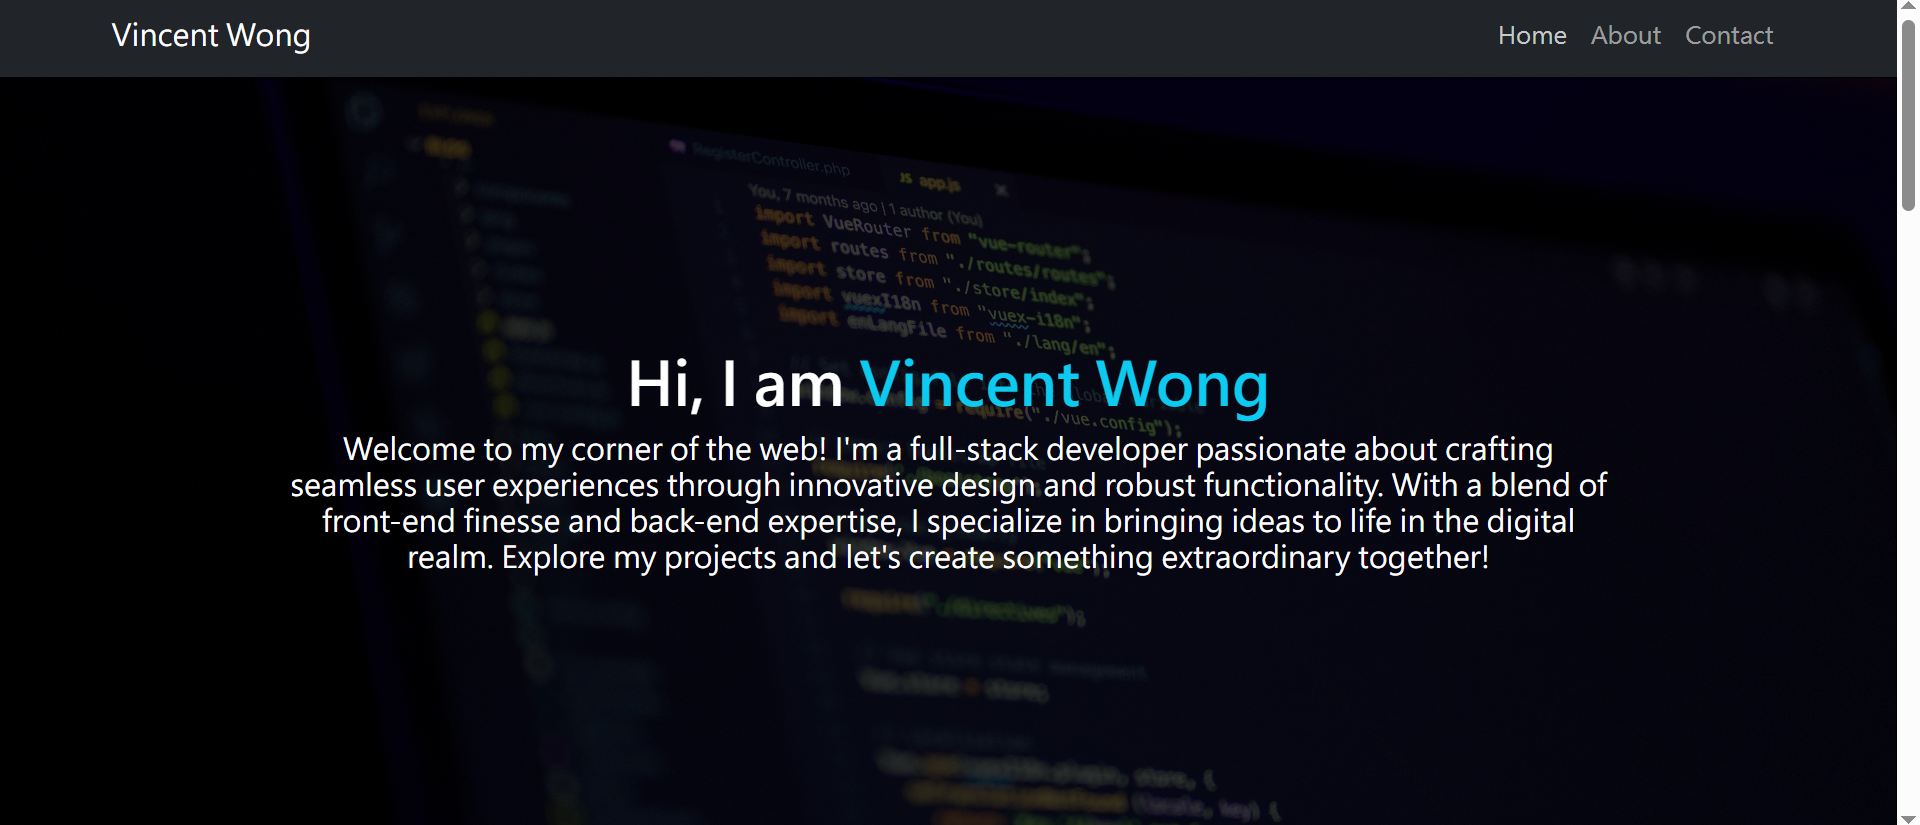 Vincent Wong
Home About Contact
RegisterController.php
JS app.js
You, 7 months ago | 1 author (You)
import VueRouter from "vue-router";
import routes from "./routes/routes";
import store from "./store/index";
import vuexI18n from "vuex-i18n";
import enLangFile from "./lang/en";
Hi, I am Vincent Wong
= require("./vue.config");
Welcome to my corner of the web! I'm a full-stack developer passionate about crafting
seamless user experiences through innovative design and robust functionality. With a blend of
front-end finesse and back-end expertise, I specialize in bringing ideas to life in the digital
realm. Explore my projects and let's create something extraordinary together!